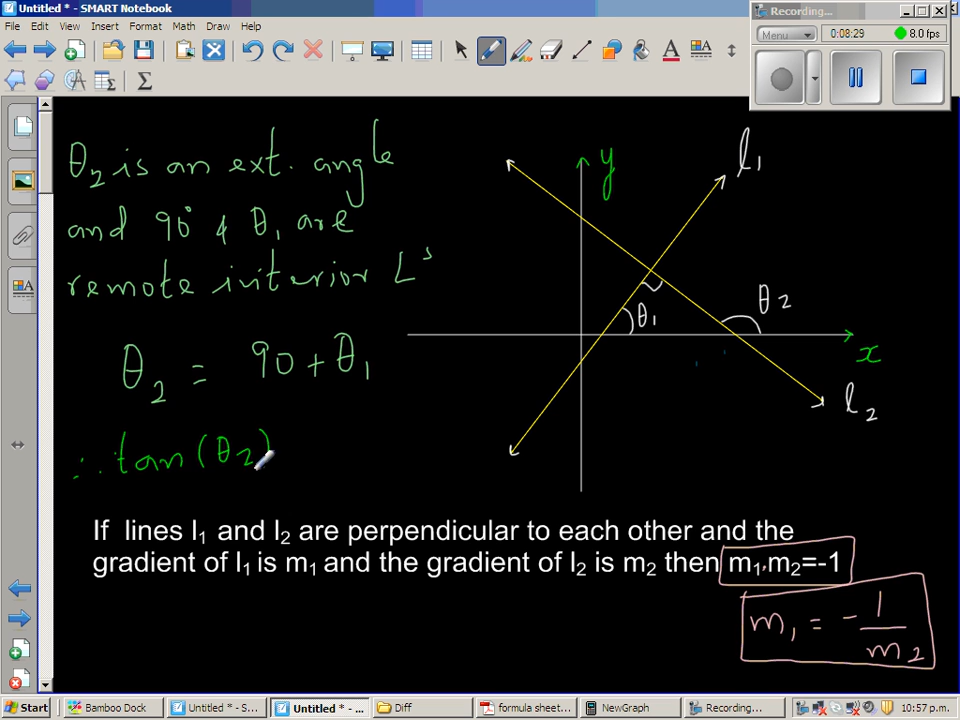 Untitled * - SMART Notebook
File Edit View Insert Format Math Draw Help
Recording...
Menu 0:08:29 8.0 fps
θ₂ is an ext. angle
and 90° & θ₁ are
remote initerior L's
θ₂ = 90 + θ₁
∴ tan(θ₂)
y
l₁
θ₁
θ₂
x
l₂
If lines l₁ and l₂ are perpendicular to each other and the
gradient of l₁ is m₁ and the gradient of l₂ is m₂ then m₁.m₂=-1
m₁ = - 1/m₂
Start Bamboo Dock Untitled * - S... Untitled * - ... Diff formula sheet... NewGraph Recording... 10:57 p.m.